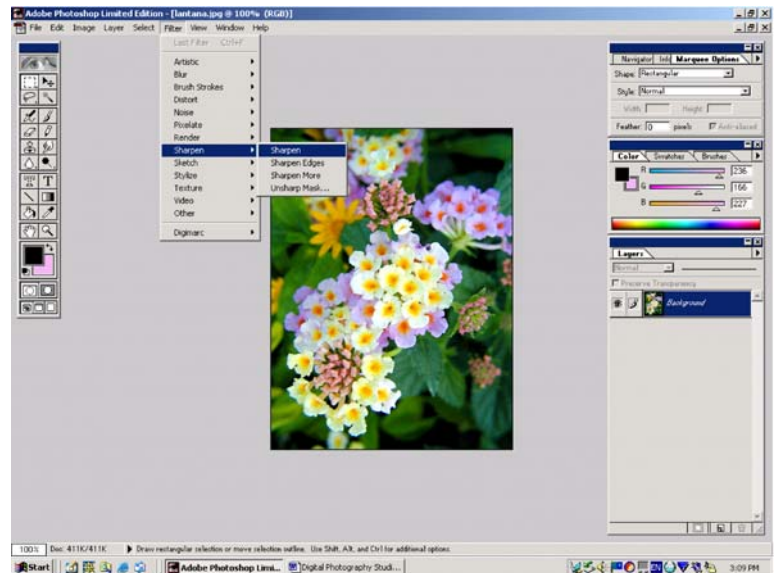 Adobe Photoshop Limited Edition - [lantana.jpg @ 100% (RGB)]
File Edit Image Layer Select Filter View Window Help
Last Filter Ctrl+F
Artistic
Blur
Brush Strokes
Distort
Noise
Pixelate
Render
Sharpen
Sketch
Stylize
Texture
Video
Other
Digimarc
Sharpen
Sharpen Edges
Sharpen More
Unsharp Mask...
Navigator Info Marquee Options
Shape: Rectangular
Style: Normal
Width: Height:
Feather: 0 pixels Anti-aliased
Color Swatches Brushes
R 236
G 166
B 227
Layers
Normal
Preserve Transparency
Background
100% Doc: 411K/411K Draw rectangular selection or move selection outline. Use Shift, Alt, and Ctrl for additional options.
Start Adobe Photoshop Limi... Digital Photography Studi... 3:09 PM